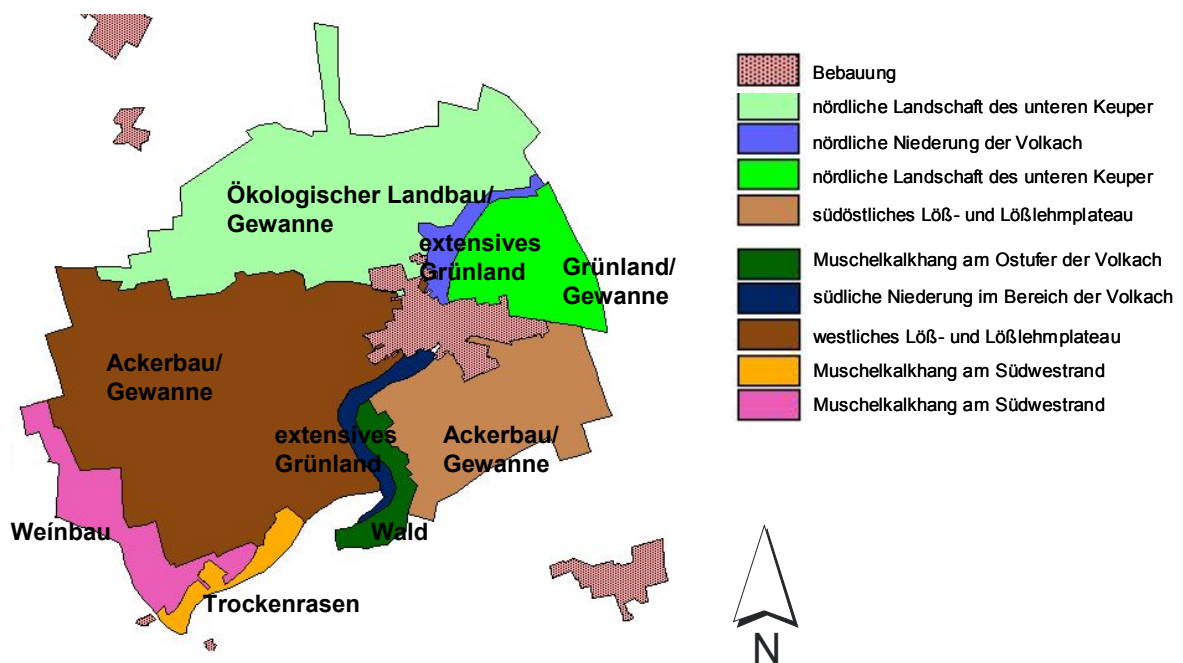 Ökologischer Landbau/
Gewanne
extensives
Grünland
Grünland/
Gewanne
Ackerbau/
Gewanne
extensives
Grünland
Ackerbau/
Gewanne
Weínbau
Wald
Trockenrasen
Bebauung
nördliche Landschaft des unteren Keuper
nördliche Niederung der Volkach
nördliche Landschaft des unteren Keuper
südöstliches Löß- und Lößlehmplateau
Muschelkalkhang am Ostufer der Volkach
südliche Niederung im Bereich der Volkach
westliches Löß- und Lößlehmplateau
Muschelkalkhang am Südwestrand
Muschelkalkhang am Südwestrand
N